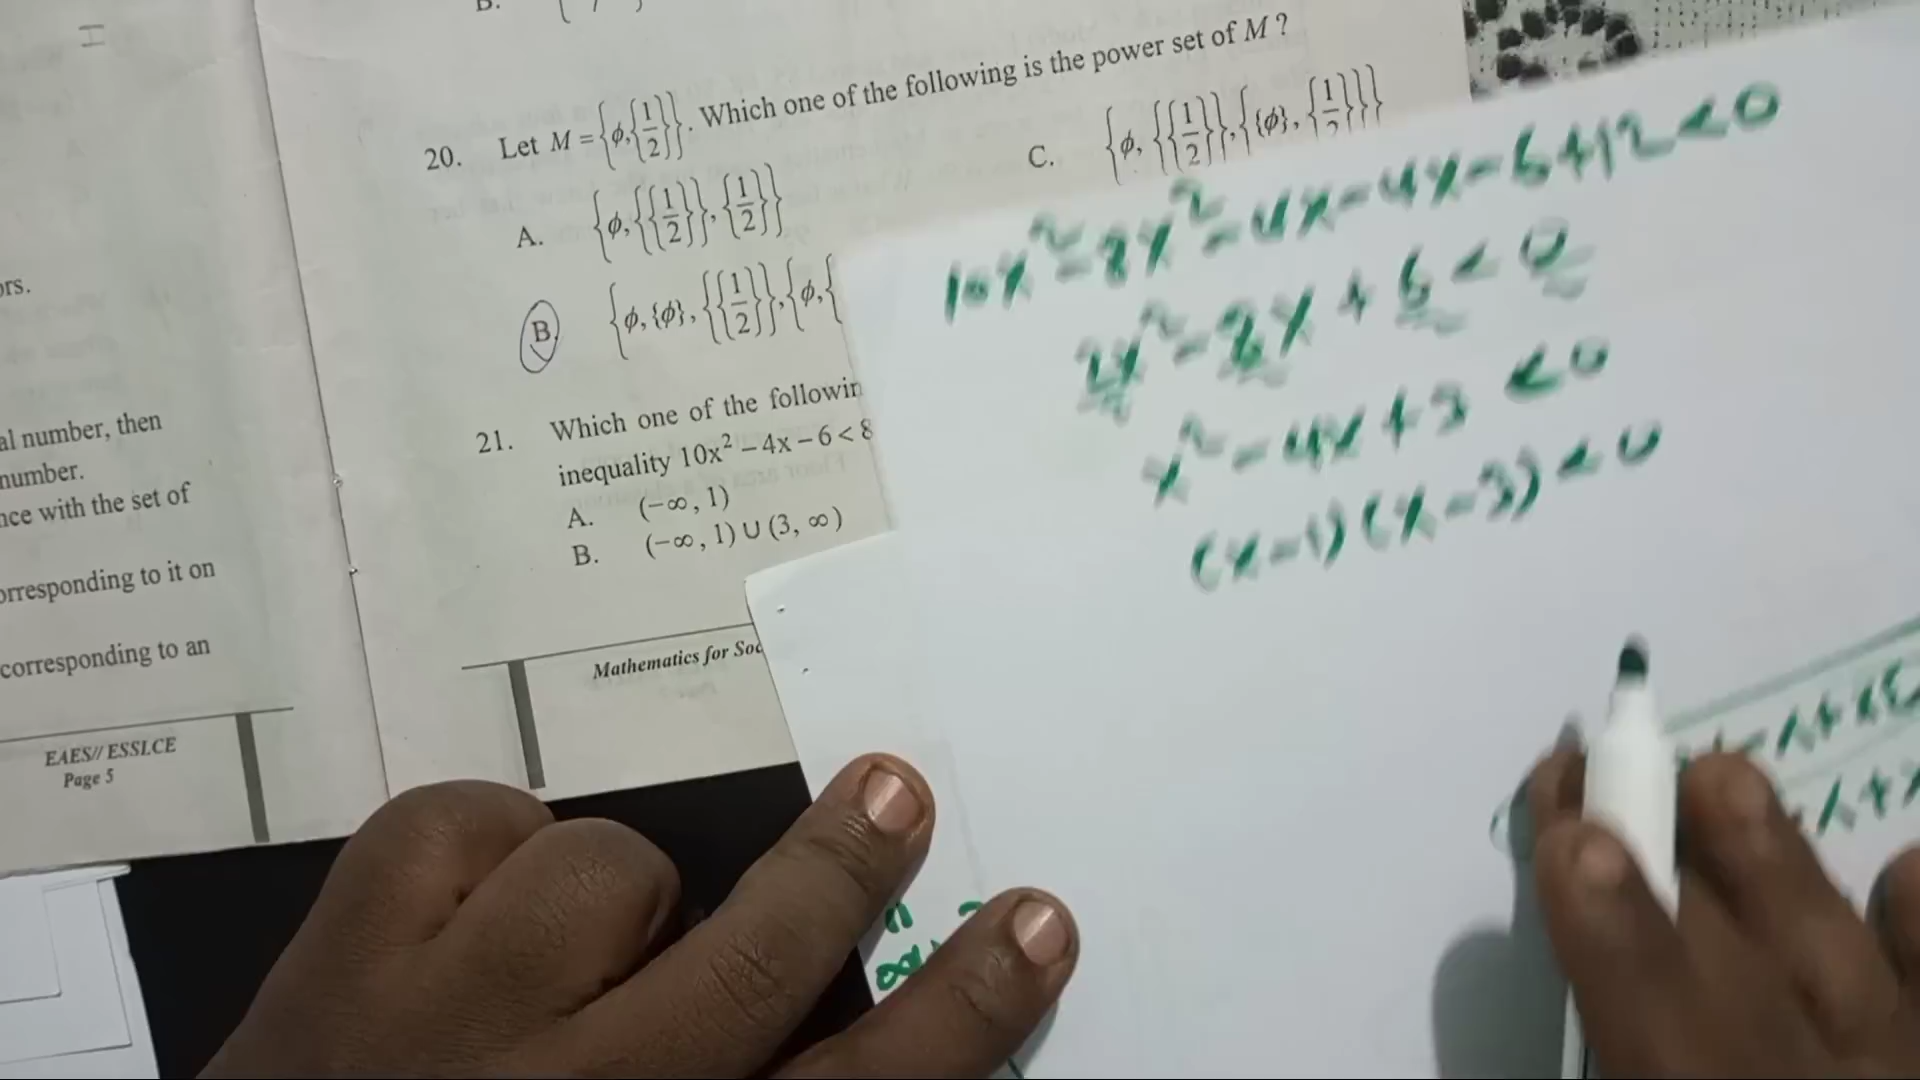 ors.
al number, then
number.
nce with the set of
orresponding to it on
corresponding to an
EAES// ESSLCE
Page 5
B.
20. Let M = {ϕ,{1/2}}. Which one of the following is the power set of M ?
A. {ϕ,{{1/2}},{1/2}}
B. {ϕ,{ϕ},{{1/2}},{ϕ,{
C. {ϕ,{{1/2}},{{ϕ},{1/2}}}
21. Which one of the followin
inequality 10x² – 4x – 6 < 8
A. (–∞, 1)
B. (–∞, 1) ∪ (3, ∞)
Mathematics for Soc
10x² – 8x² – 4x – 4x – 6 + 12 < 0
2x² – 8x + 6 < 0
x² – 4x + 3 < 0
(x – 1)(x – 3) < 0